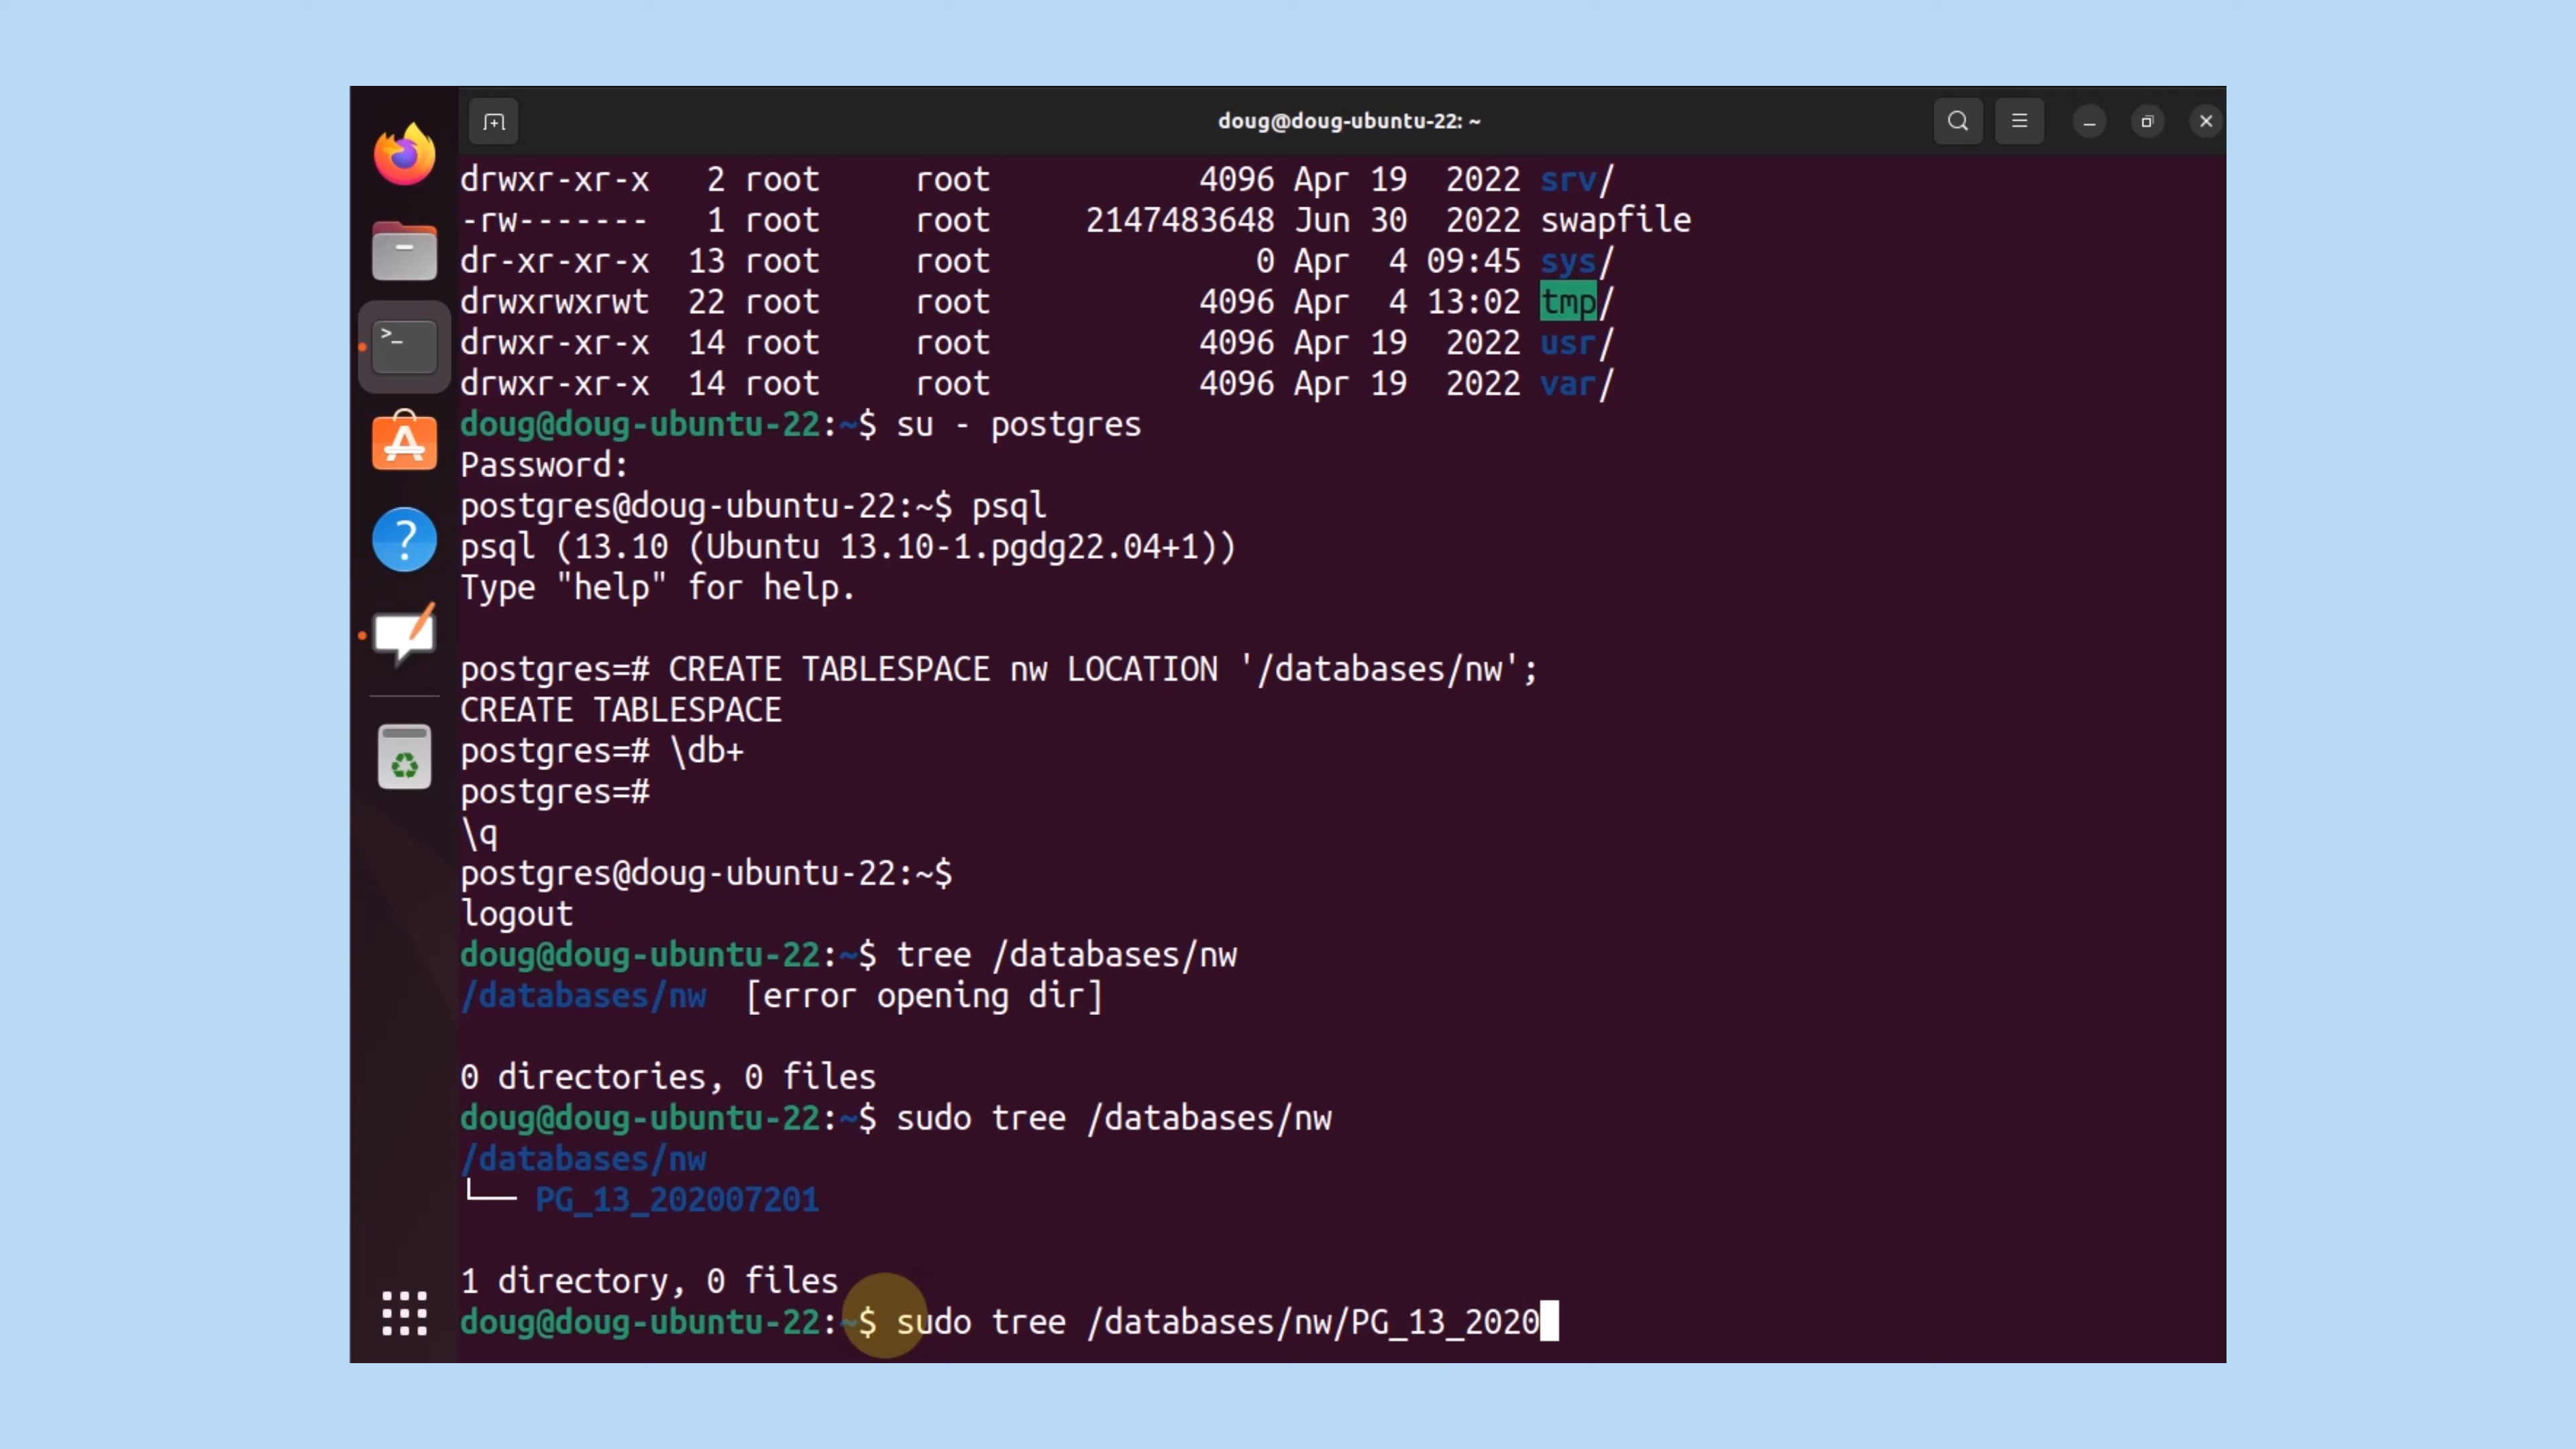 doug@doug-ubuntu-22: ~
drwxr-xr-x   2 root     root           4096 Apr 19  2022 srv/
-rw-------   1 root     root     2147483648 Jun 30  2022 swapfile
dr-xr-xr-x  13 root     root              0 Apr  4 09:45 sys/
drwxrwxrwt  22 root     root           4096 Apr  4 13:02 tmp/
drwxr-xr-x  14 root     root           4096 Apr 19  2022 usr/
drwxr-xr-x  14 root     root           4096 Apr 19  2022 var/
doug@doug-ubuntu-22:~$ su - postgres
Password:
postgres@doug-ubuntu-22:~$ psql
psql (13.10 (Ubuntu 13.10-1.pgdg22.04+1))
Type "help" for help.
postgres=# CREATE TABLESPACE nw LOCATION '/databases/nw';
CREATE TABLESPACE
postgres=# \db+
postgres=#
\q
postgres@doug-ubuntu-22:~$
logout
doug@doug-ubuntu-22:~$ tree /databases/nw
/databases/nw  [error opening dir]
0 directories, 0 files
doug@doug-ubuntu-22:~$ sudo tree /databases/nw
/databases/nw
└── PG_13_202007201
1 directory, 0 files
doug@doug-ubuntu-22:~$ sudo tree /databases/nw/PG_13_2020